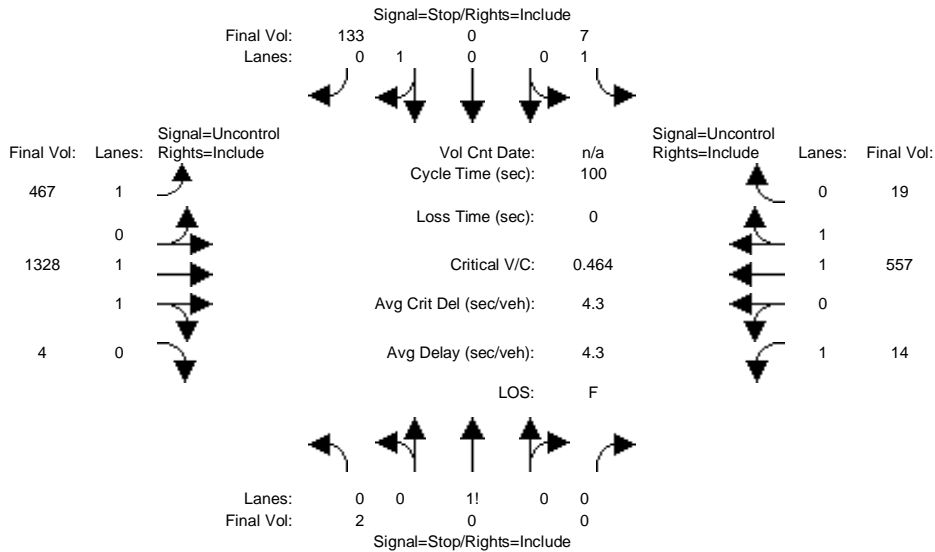 Signal=Stop/Rights=Include
Final Vol: 133 0 7
Lanes: 0 1 0 0 1
Signal=Uncontrol
Final Vol: Lanes: Rights=Include
Vol Cnt Date: n/a
Signal=Uncontrol
Rights=Include Lanes: Final Vol:
Cycle Time (sec): 100
467 1
0 19
Loss Time (sec): 0
0
1
1328 1
Critical V/C: 0.464
1 557
1
Avg Crit Del (sec/veh): 4.3
0
4 0
Avg Delay (sec/veh): 4.3
1 14
LOS: F
Lanes: 0 0 1! 0 0
Final Vol: 2 0 0
Signal=Stop/Rights=Include